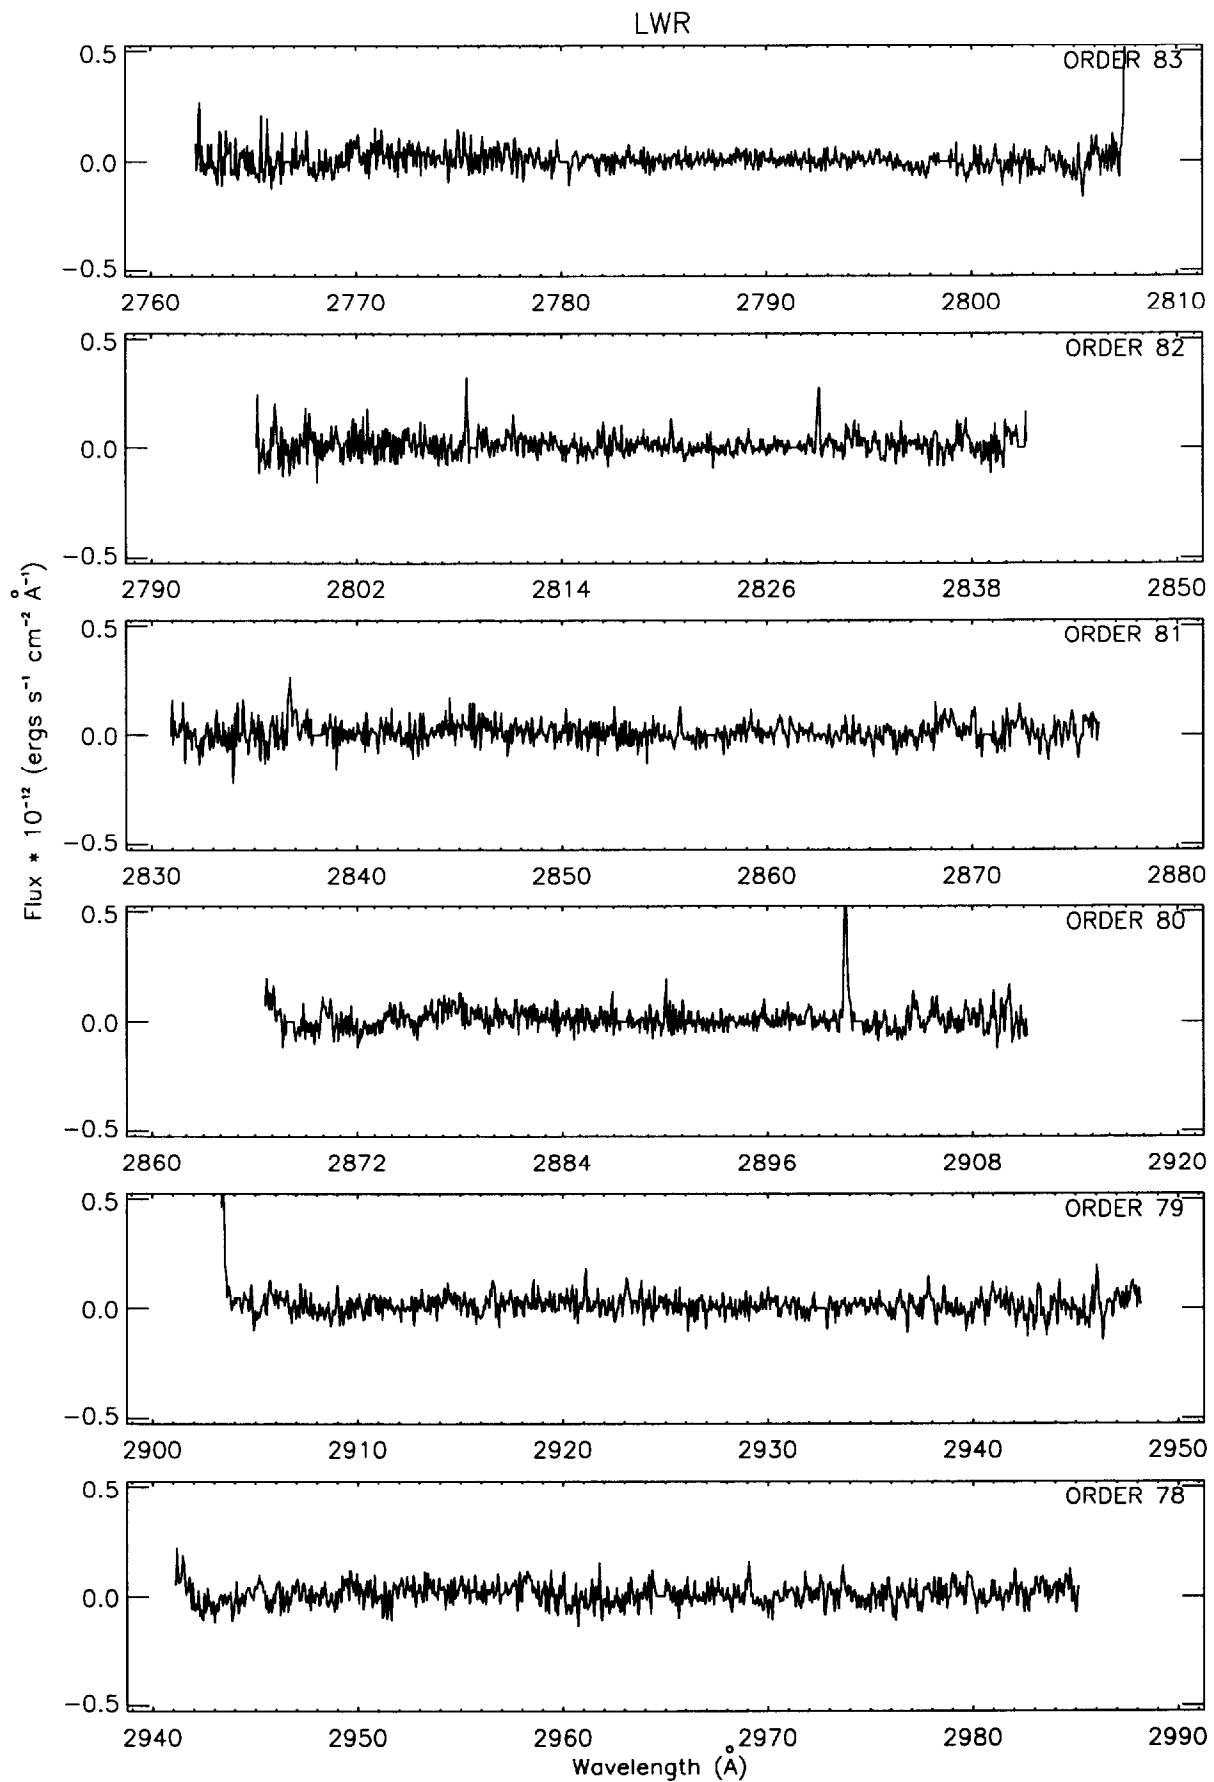 LWR
ORDER 83
0.5
0.0
−0.5
2760 2770 2780 2790 2800 2810
ORDER 82
0.5
0.0
−0.5
2790 2802 2814 2826 2838 2850
ORDER 81
0.5
0.0
−0.5
2830 2840 2850 2860 2870 2880
ORDER 80
0.5
0.0
−0.5
2860 2872 2884 2896 2908 2920
ORDER 79
0.5
0.0
−0.5
2900 2910 2920 2930 2940 2950
ORDER 78
0.5
0.0
−0.5
2940 2950 2960 2970 2980 2990
Wavelength (Å)
Flux * 10⁻¹² (ergs s⁻¹ cm⁻² Å⁻¹)